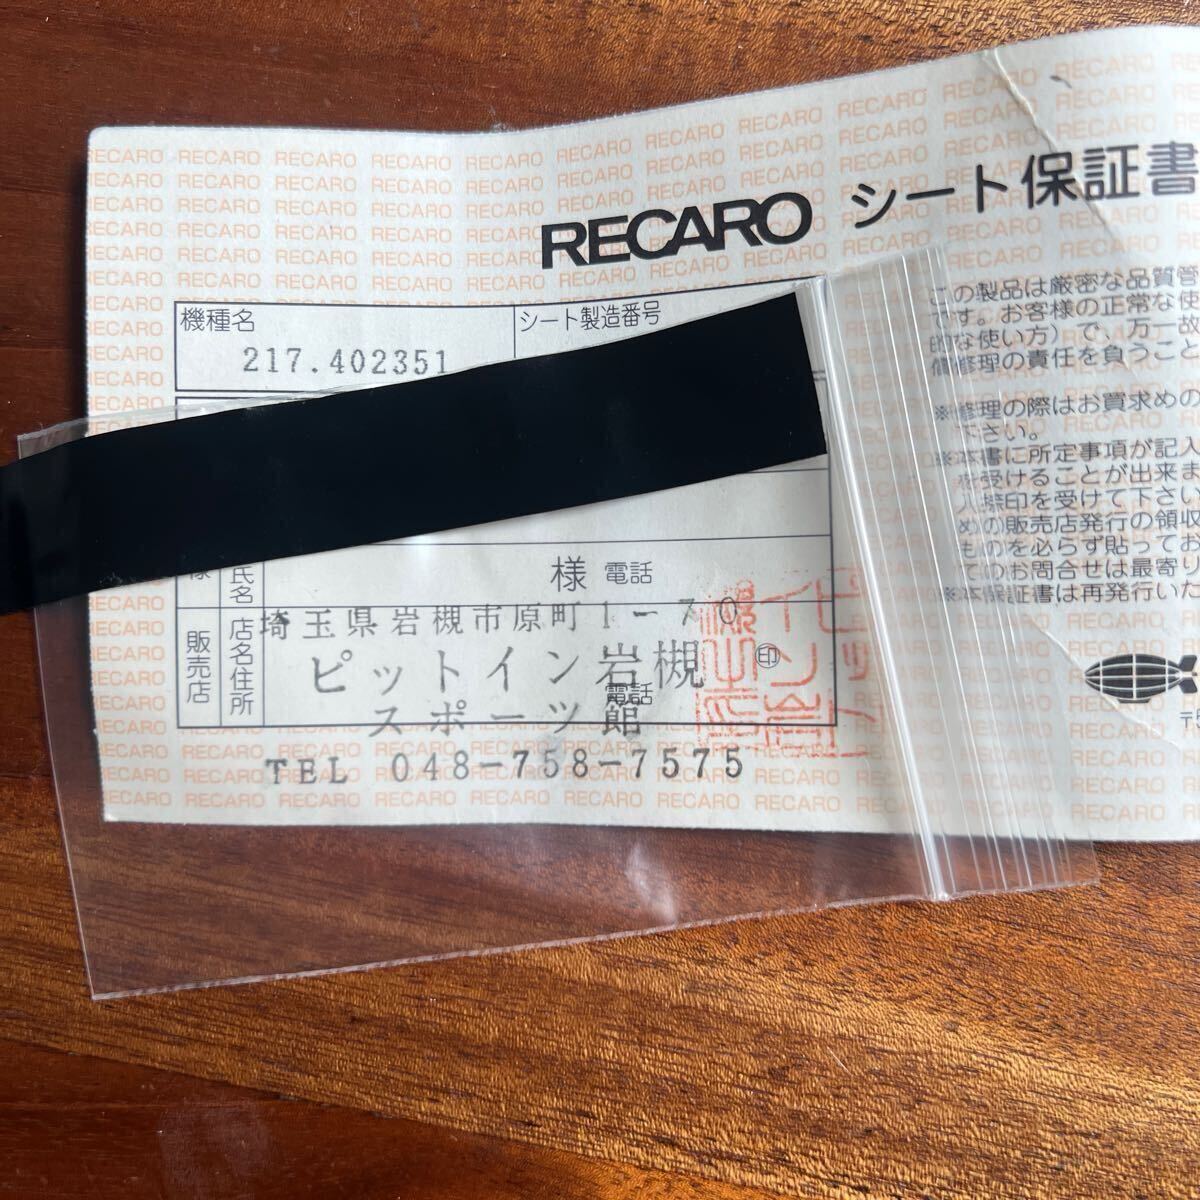 RECARO シート保証書
機種名
217.402351
シート製造番号
氏名
様 電話
販売店
店名住所
埼玉県岩槻市原町1-70
ピットイン岩槻
印
電話
スポーツ館
TEL 048-758-7575
この製品は厳密な品質管
です。お客様の正常な使
的な使い方)で、万一故
償修理の責任を負うこと
※修理の際はお買求めの
下さい。
※本書に所定事項が記入
を受けることが出来ま
入捺印を受けて下さい
めの販売店発行の領収
ものを必らず貼ってお
てのお問合せは最寄り
※本保証書は再発行いた
〒